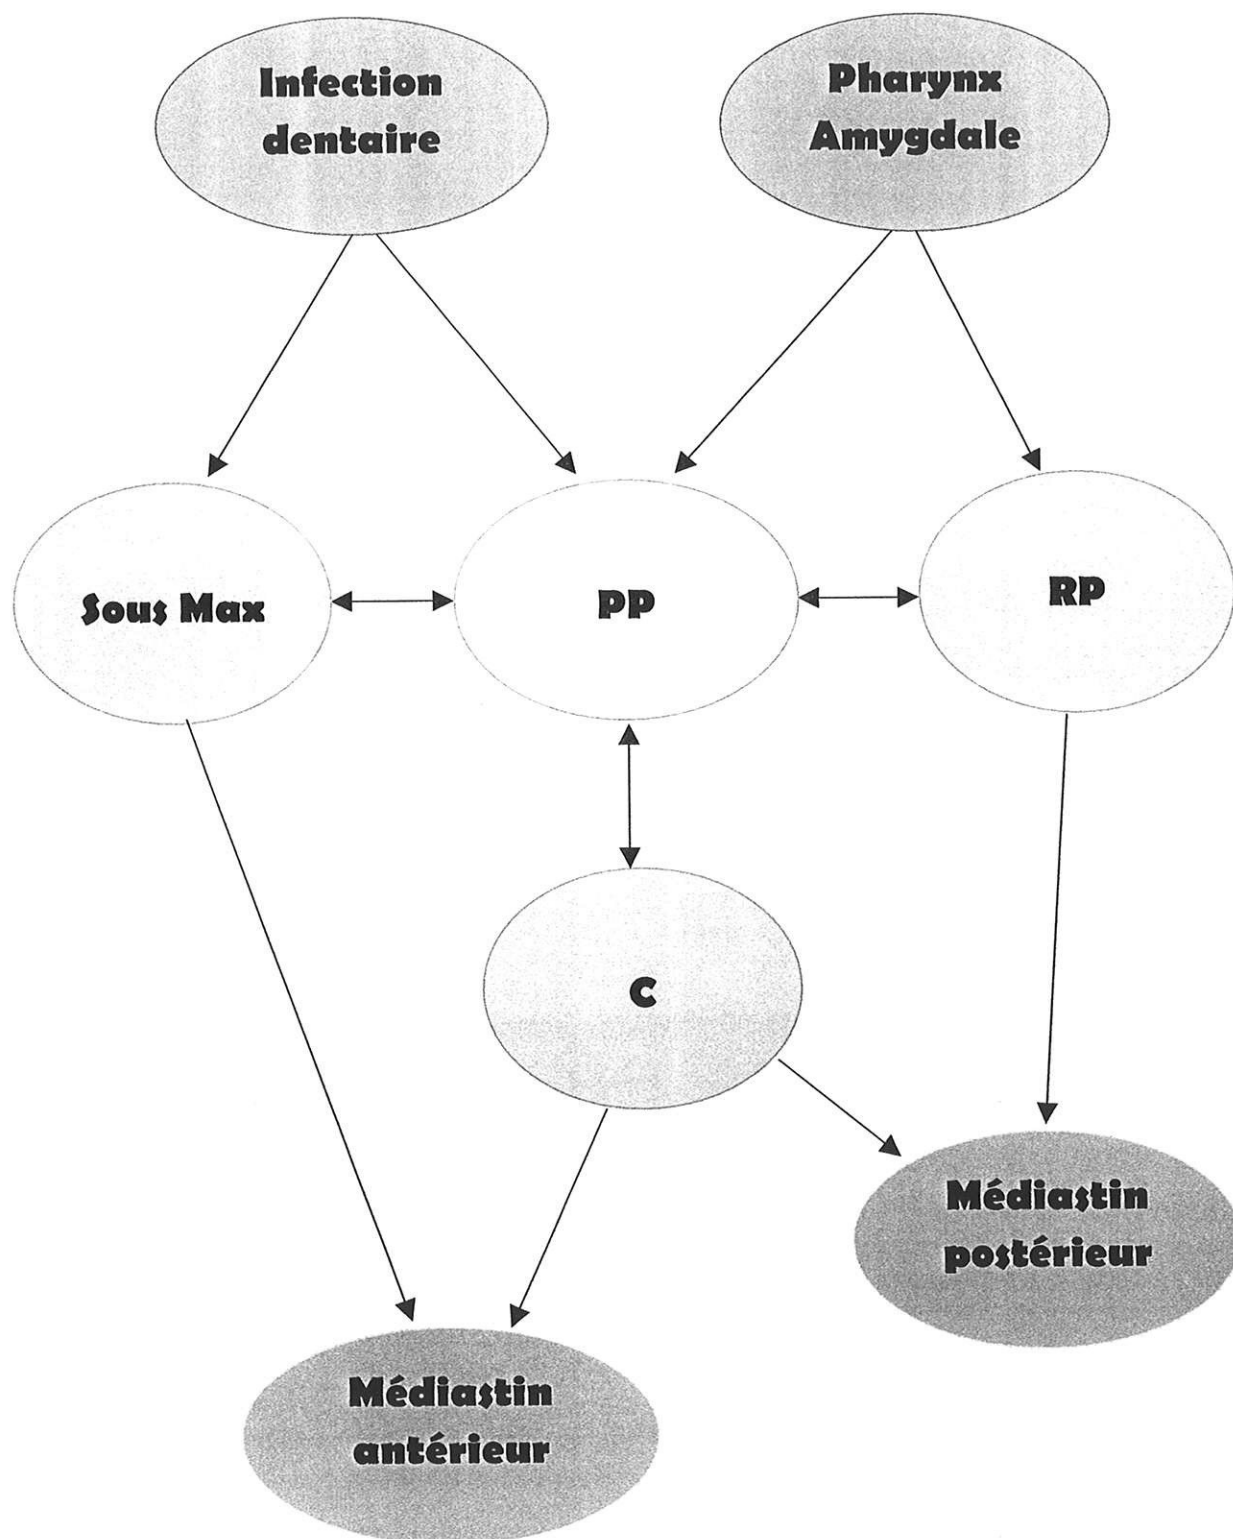 Infection
dentaire
Pharynx
Amygdale
Sous Max
PP
RP
C
Médiastin
postérieur
Médiastin
antérieur